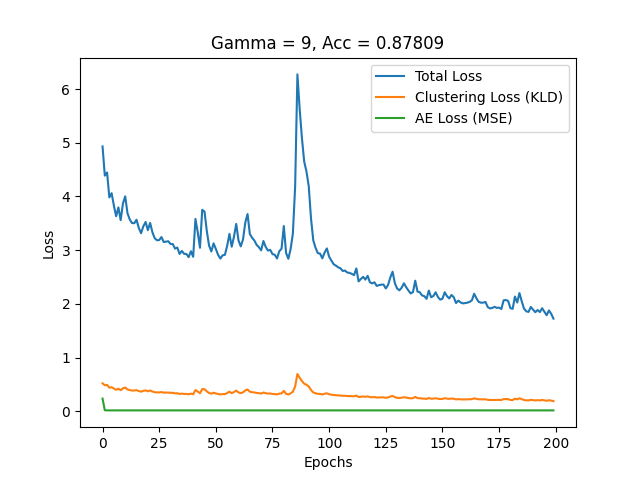 Gamma = 9, Acc = 0.87809
Total Loss
Clustering Loss (KLD)
AE Loss (MSE)
6
5
4
3
2
1
0
Loss
0 25 50 75 100 125 150 175 200
Epochs